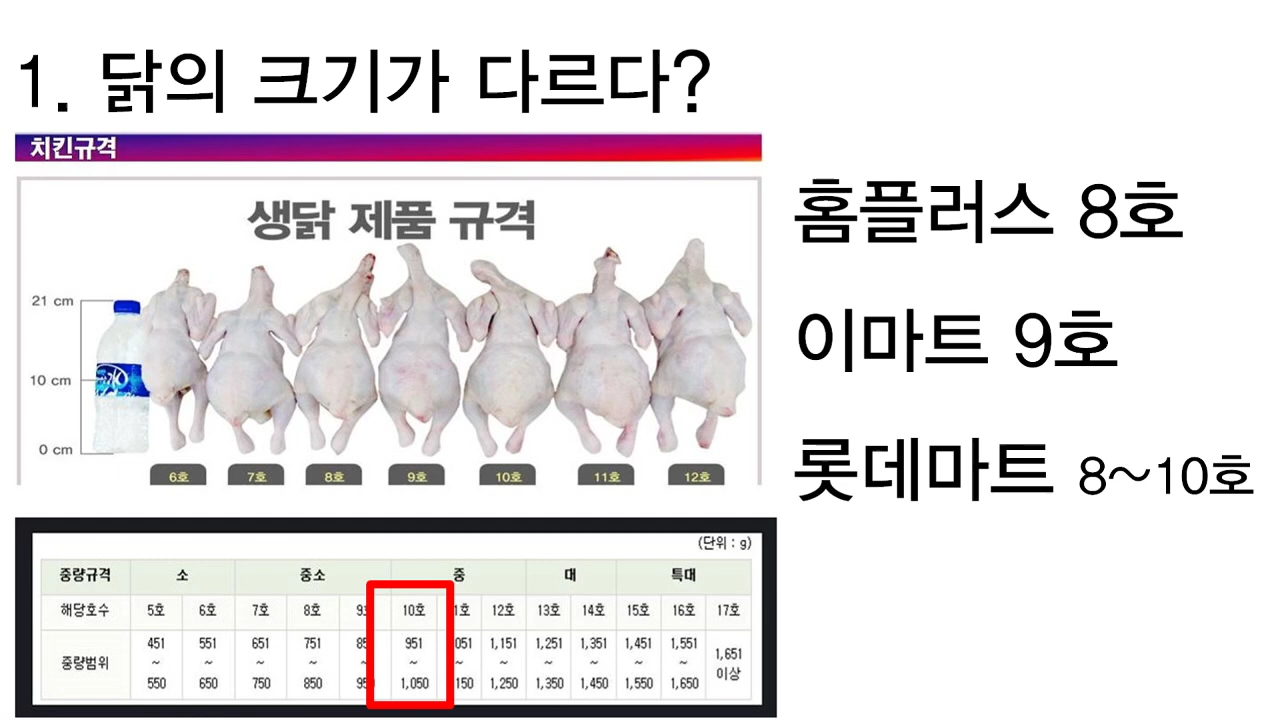 1. 닭의 크기가 다르다?
치킨규격
생닭 제품 규격
21 cm
10 cm
0 cm
6호 7호 8호 9호 10호 11호 12호
홈플러스 8호
이마트 9호
롯데마트 8~10호
(단위 : g)
중량규격 소 중소 중 대 특대
해당호수 5호 6호 7호 8호 9 10호 1호 12호 13호 14호 15호 16호 17호
중량범위
451 551 651 751 85 951 051 1,151 1,251 1,351 1,451 1,551 1,651
~ ~ ~ ~ ~ ~ ~ ~ ~ ~ ~ 이상
550 650 750 850 95 1,050 150 1,250 1,350 1,450 1,550 1,650